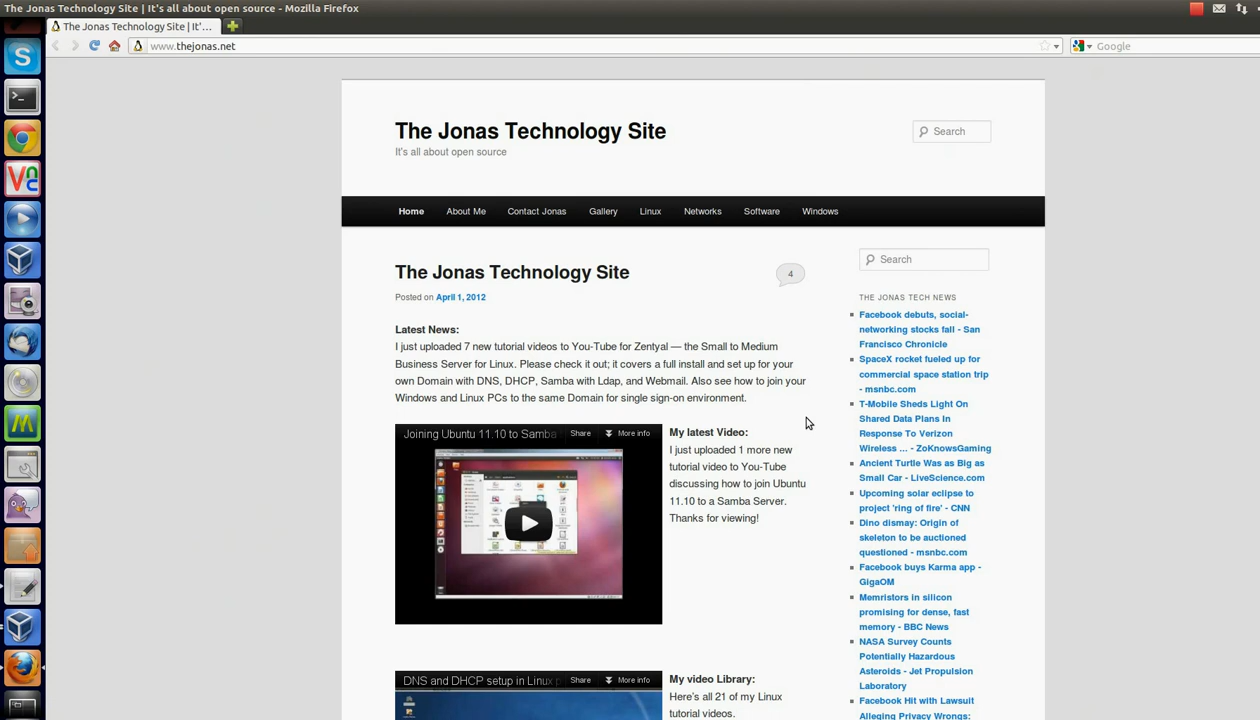 The Jonas Technology Site | It's all about open source - Mozilla Firefox
The Jonas Technology Site | It'...
www.thejonas.net
Google
The Jonas Technology Site
It's all about open source
Search
Home About Me Contact Jonas Gallery Linux Networks Software Windows
The Jonas Technology Site
4
Posted on April 1, 2012
Latest News:
I just uploaded 7 new tutorial videos to You-Tube for Zentyal — the Small to Medium
Business Server for Linux. Please check it out; it covers a full install and set up for your
own Domain with DNS, DHCP, Samba with Ldap, and Webmail. Also see how to join your
Windows and Linux PCs to the same Domain for single sign-on environment.
Joining Ubuntu 11.10 to Samba
Share
More info
My latest Video:
I just uploaded 1 more new
tutorial video to You-Tube
discussing how to join Ubuntu
11.10 to a Samba Server.
Thanks for viewing!
DNS and DHCP setup in Linux
Share
More info
My video Library:
Here's all 21 of my Linux
tutorial videos.
Search
THE JONAS TECH NEWS
Facebook debuts, social-
networking stocks fall - San
Francisco Chronicle
SpaceX rocket fueled up for
commercial space station trip
- msnbc.com
T-Mobile Sheds Light On
Shared Data Plans In
Response To Verizon
Wireless ... - ZoKnowsGaming
Ancient Turtle Was as Big as
Small Car - LiveScience.com
Upcoming solar eclipse to
project 'ring of fire' - CNN
Dino dismay: Origin of
skeleton to be auctioned
questioned - msnbc.com
Facebook buys Karma app -
GigaOM
Memristors in silicon
promising for dense, fast
memory - BBC News
NASA Survey Counts
Potentially Hazardous
Asteroids - Jet Propulsion
Laboratory
Facebook Hit with Lawsuit
Alleging Privacy Wrongs: